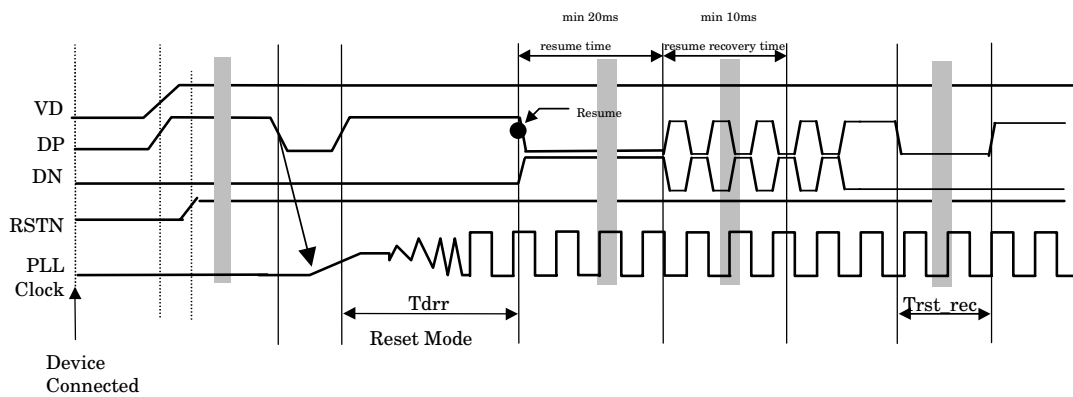 min 20ms
min 10ms
resume time
resume recovery time
VD
Resume
DP
DN
RSTN
PLL
Clock
Tdrr
Trst_rec
Reset Mode
Device
Connected